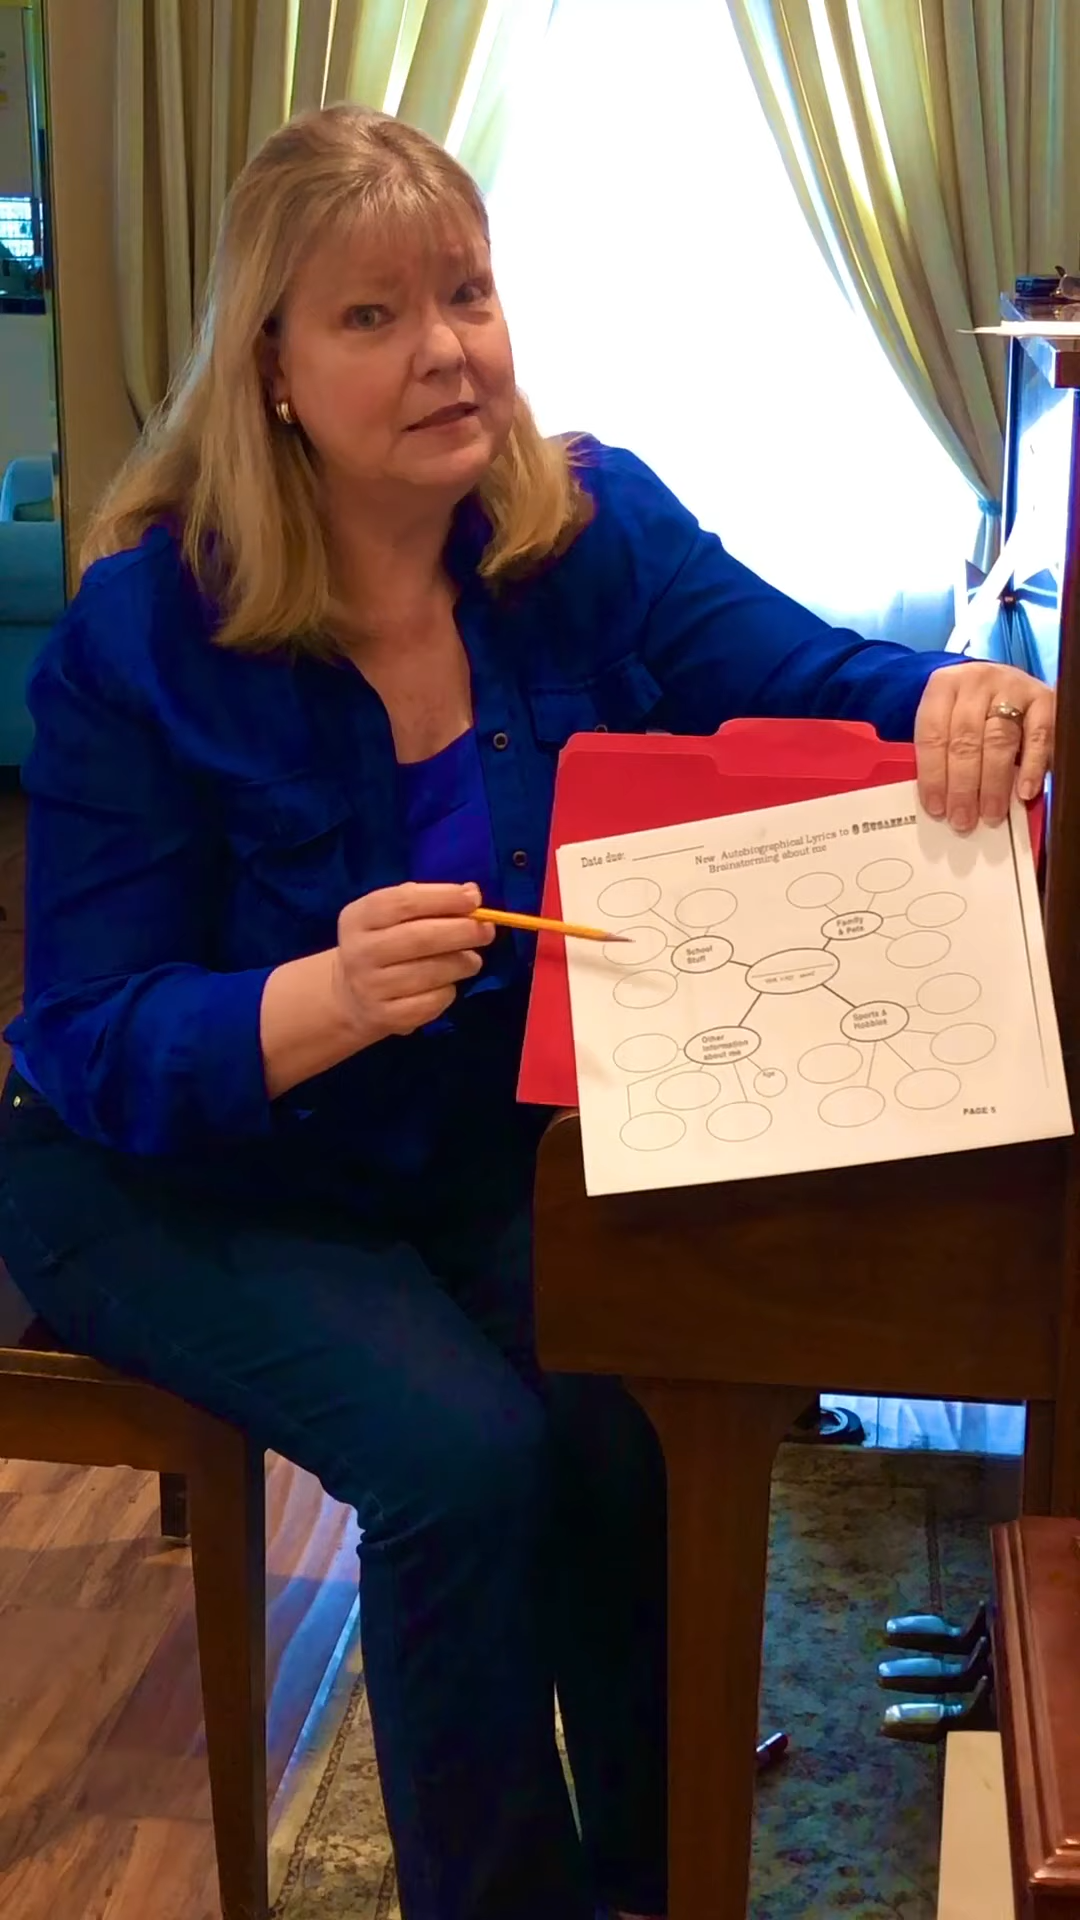 Date due:
New Autobiographical Lyrics to O SUSANNAH
Brainstorming about me
Family
& Pets
School
Stuff
Sports &
Hobbies
Other
information
about me
Age
PAGE 5